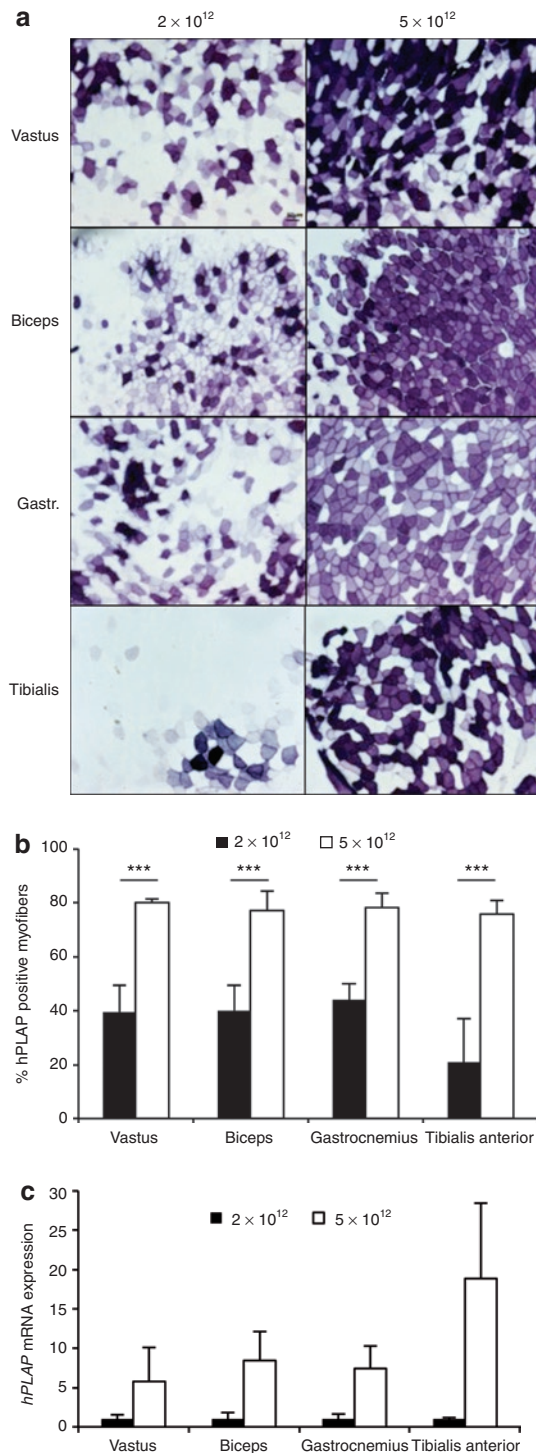 a
2 × 10¹² 5 × 10¹²
Vastus
Biceps
Gastr.
Tibialis
b
2 × 10¹² 5 × 10¹²
% hPLAP positive myofibers
100
80
60
40
20
0
*** *** *** ***
Vastus Biceps Gastrocnemius Tibialis anterior
c
2 × 10¹² 5 × 10¹²
hPLAP mRNA expression
30
25
20
15
10
5
0
Vastus Biceps Gastrocnemius Tibialis anterior